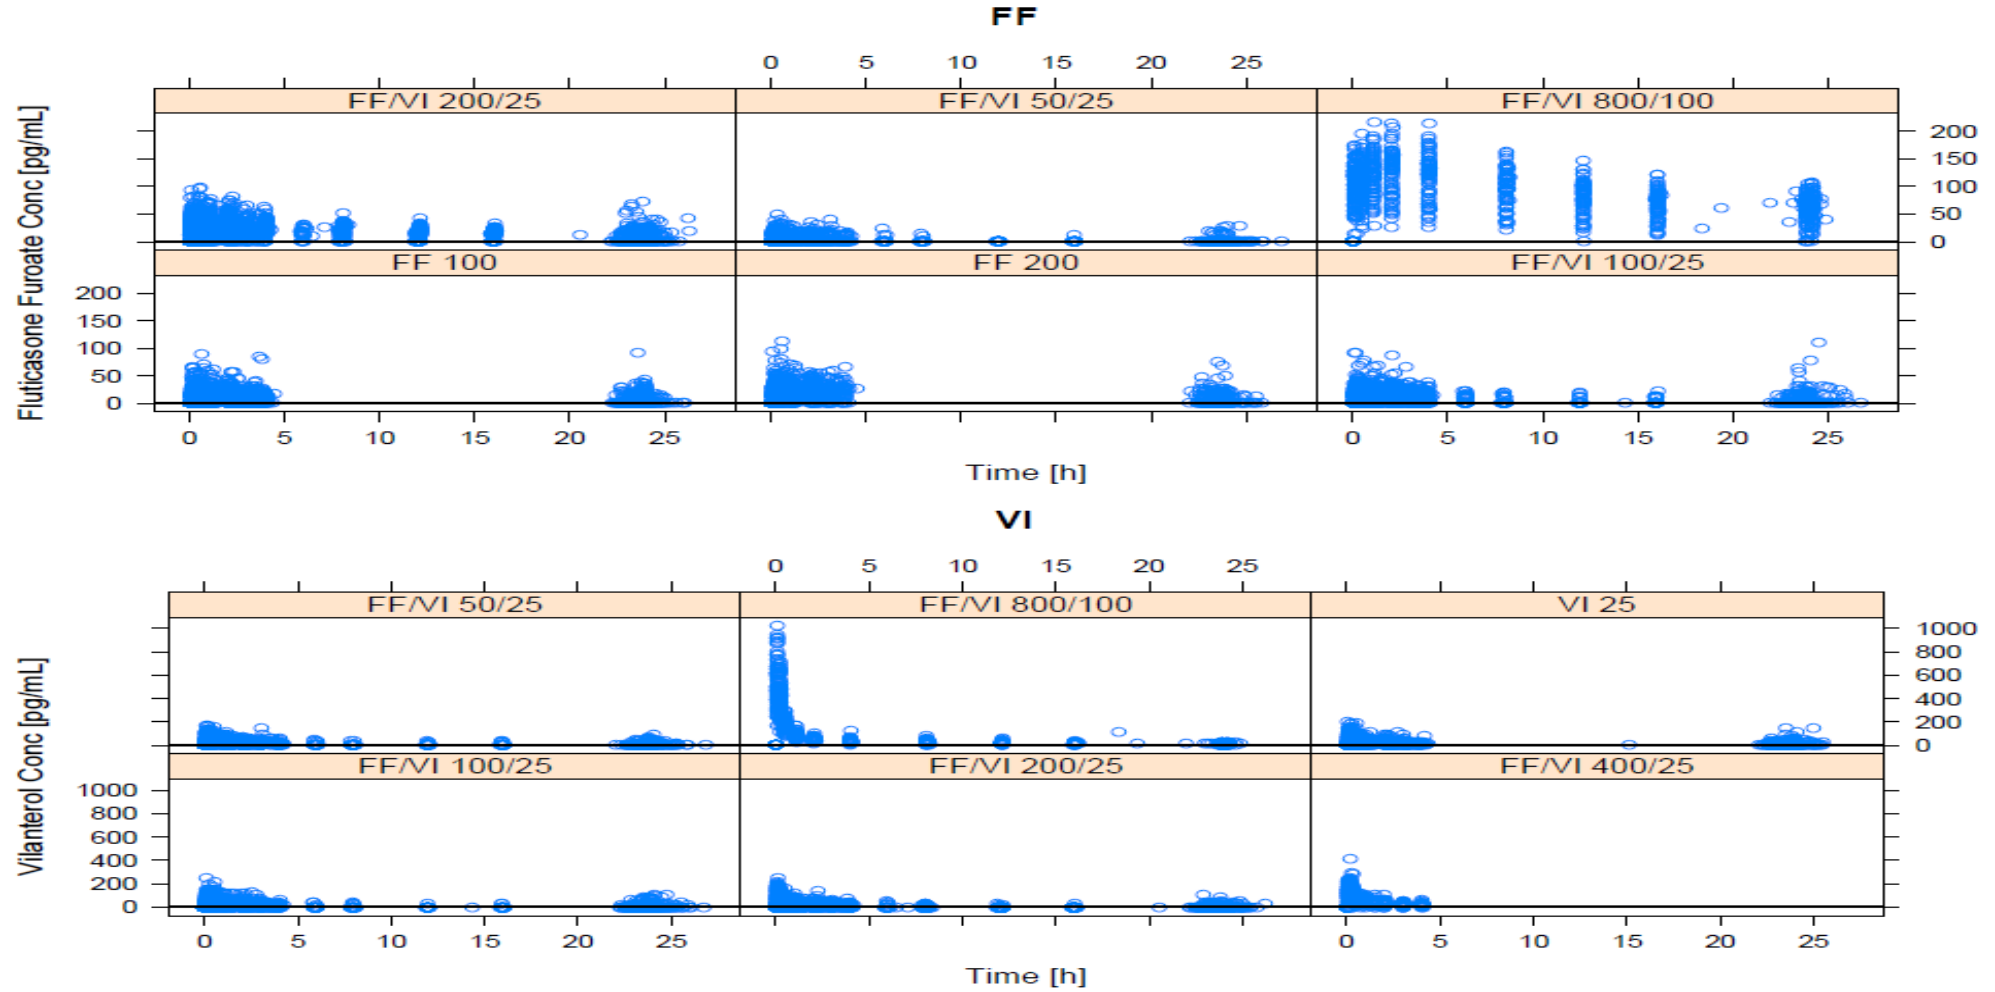 FF
0 5 10 15 20 25
FF/VI 200/25 FF/VI 50/25 FF/VI 800/100
200
150
100
50
0
Fluticasone Furoate Conc [pg/mL]
FF 100 FF 200 FF/VI 100/25
200
150
100
50
0
0 5 10 15 20 25 0 5 10 15 20 25
Time [h]
VI
0 5 10 15 20 25
FF/VI 50/25 FF/VI 800/100 VI 25
1000
800
600
400
200
0
Vilanterol Conc [pg/mL]
FF/VI 100/25 FF/VI 200/25 FF/VI 400/25
1000
800
600
400
200
0
0 5 10 15 20 25 0 5 10 15 20 25
Time [h]